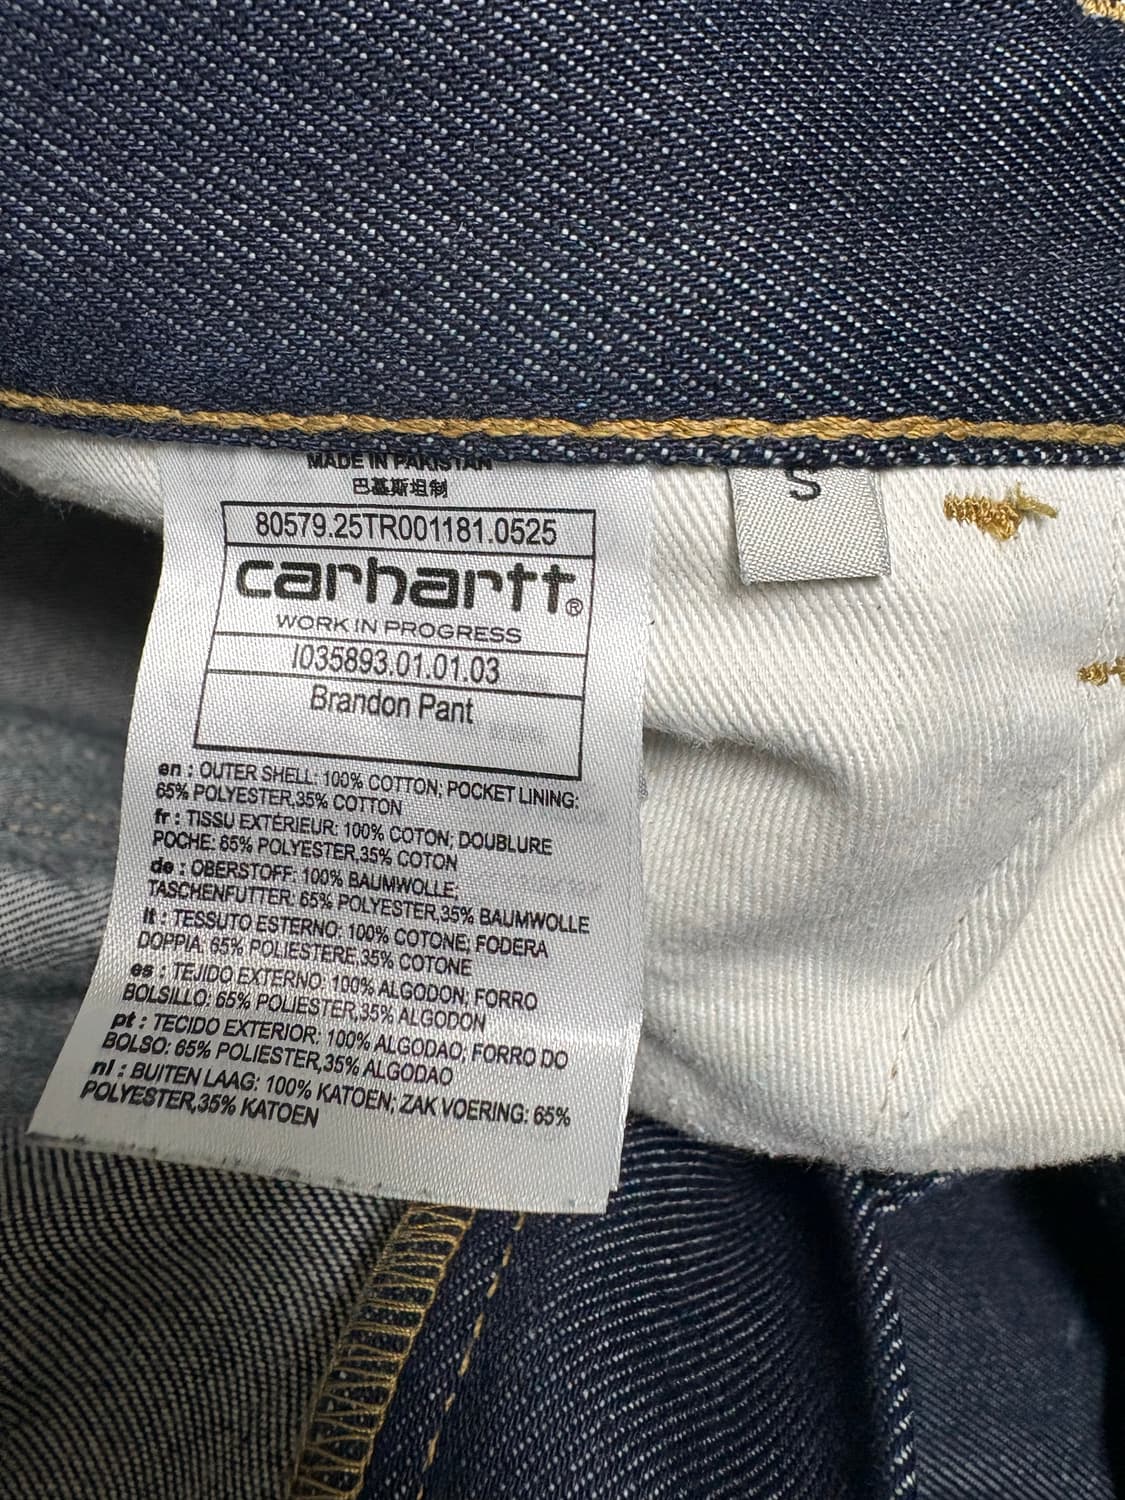 MADE IN PAKISTAN
巴基斯坦制
80579.25TR001181.0525
carhartt®
WORK IN PROGRESS
I035893.01.01.03
Brandon Pant
en : OUTER SHELL: 100% COTTON; POCKET LINING:
65% POLYESTER,35% COTTON
fr : TISSU EXTÉRIEUR: 100% COTON; DOUBLURE
POCHE: 65% POLYESTER,35% COTON
de : OBERSTOFF: 100% BAUMWOLLE;
TASCHENFUTTER: 65% POLYESTER,35% BAUMWOLLE
it : TESSUTO ESTERNO: 100% COTONE; FODERA
DOPPIA: 65% POLIESTERE,35% COTONE
es : TEJIDO EXTERNO: 100% ALGODON; FORRO
BOLSILLO: 65% POLIESTER,35% ALGODON
pt : TECIDO EXTERIOR: 100% ALGODAO; FORRO DO
BOLSO: 65% POLIESTER,35% ALGODAO
nl : BUITEN LAAG: 100% KATOEN; ZAK VOERING: 65%
POLYESTER,35% KATOEN
S